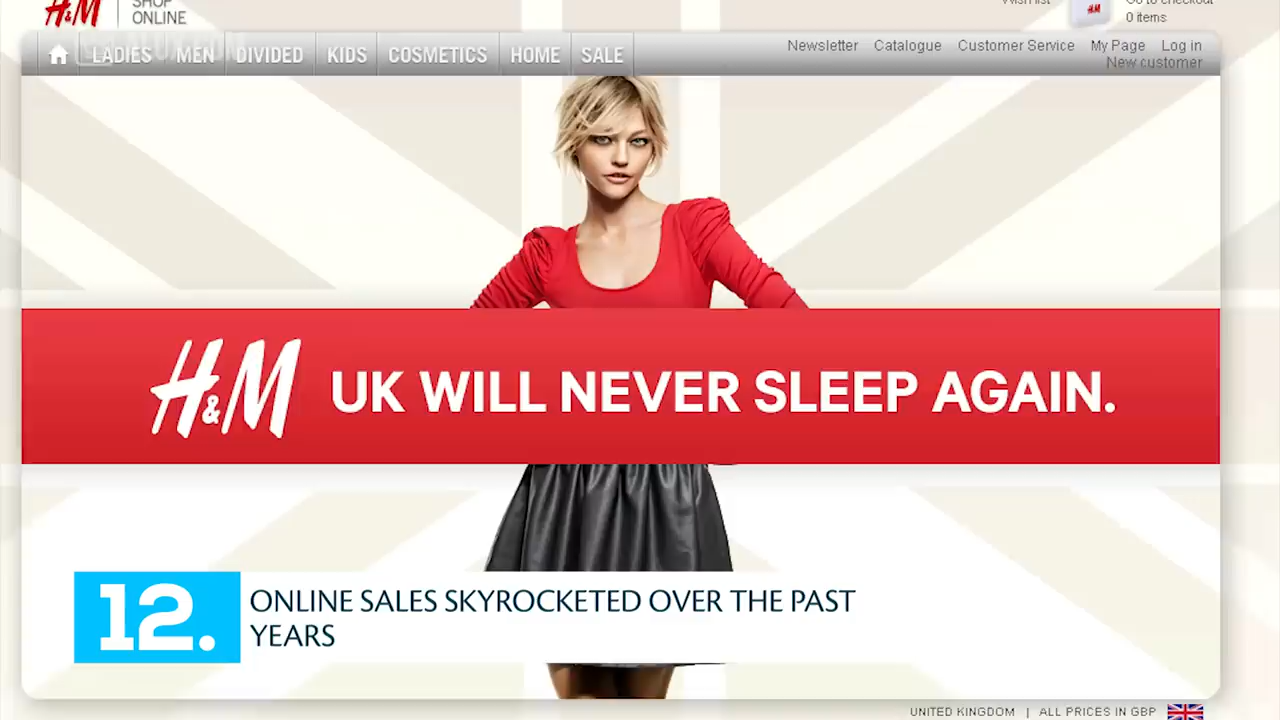 H&M
SHOP
ONLINE
Wish list
Go to checkout
0 items
LADIES MEN DIVIDED KIDS COSMETICS HOME SALE
Newsletter Catalogue Customer Service My Page Log in
New customer
H&M
H&M UK WILL NEVER SLEEP AGAIN.
12. ONLINE SALES SKYROCKETED OVER THE PAST
YEARS
UNITED KINGDOM | ALL PRICES IN GBP